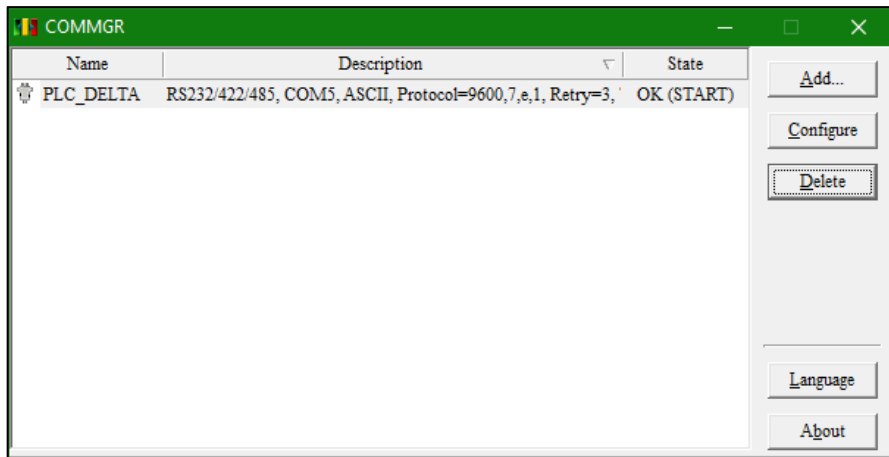 COMMGR
Name Description State
PLC_DELTA RS232/422/485, COM5, ASCII, Protocol=9600,7,e,1, Retry=3, OK (START)
Add...
Configure
Delete
Language
About